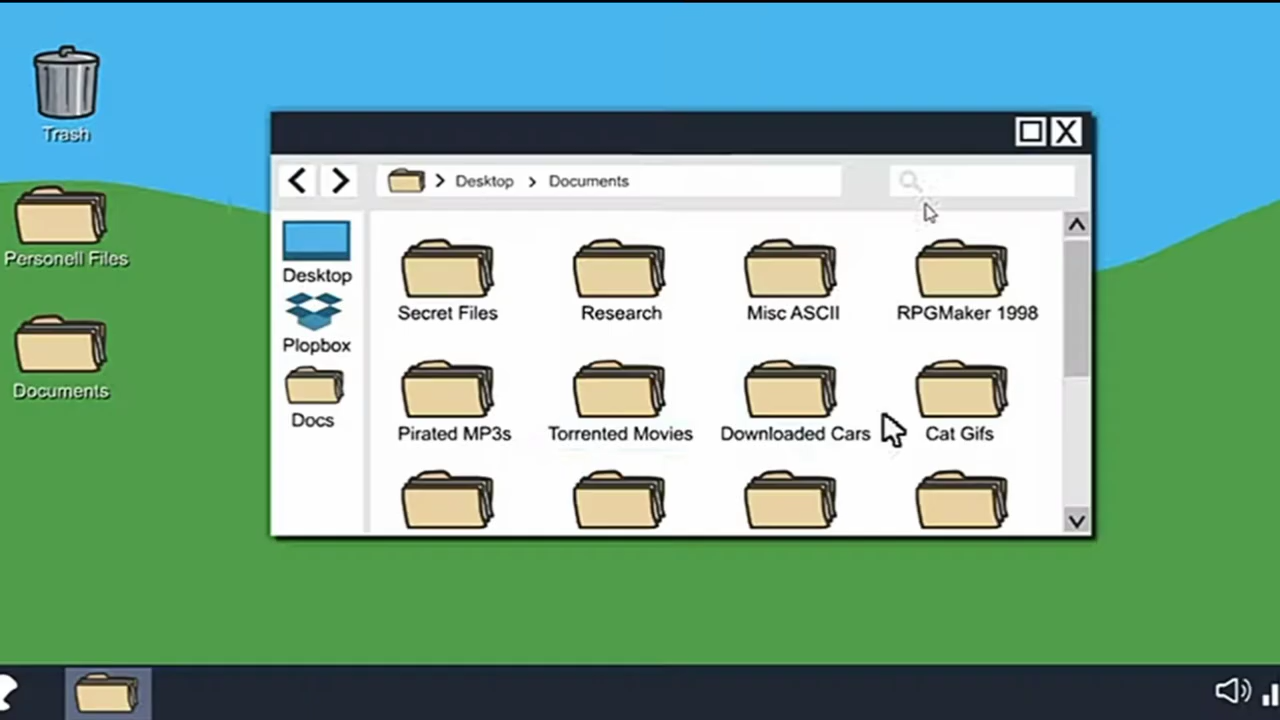 Trash
Personell Files
Documents
Desktop
Documents
Desktop
Plopbox
Docs
Secret Files
Research
Misc ASCII
RPGMaker 1998
Pirated MP3s
Torrented Movies
Downloaded Cars
Cat Gifs